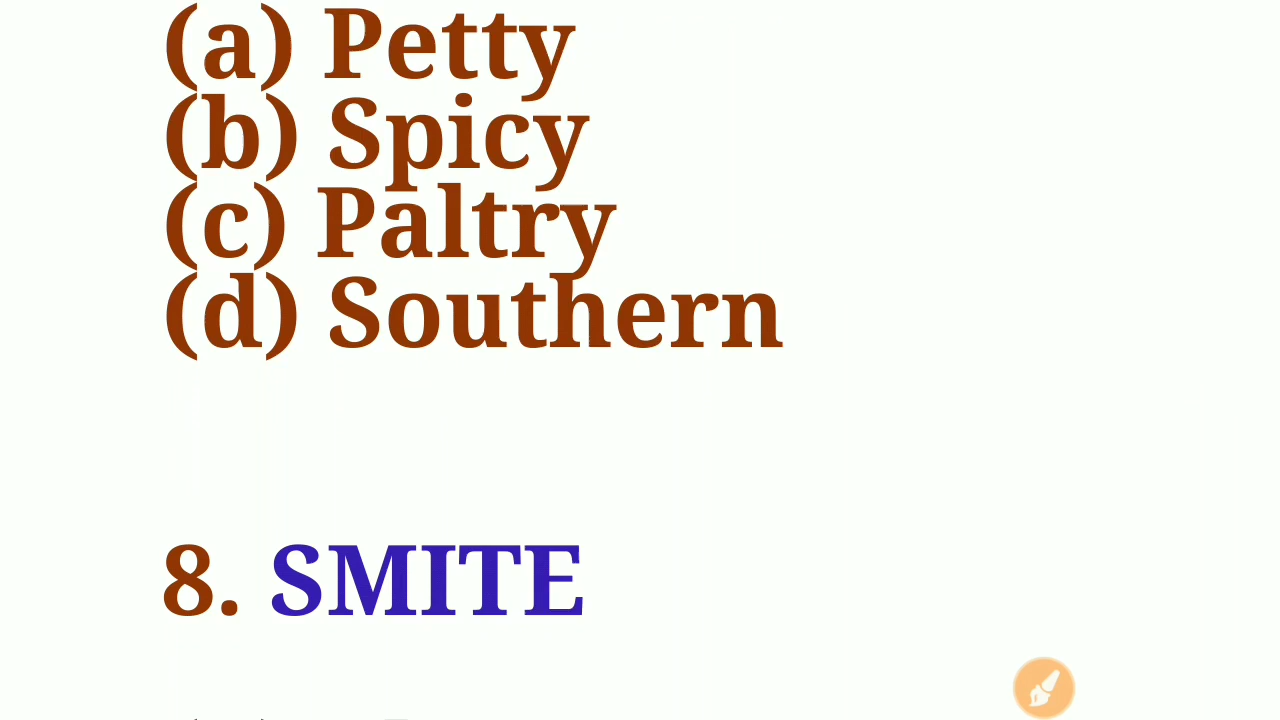 (a) Petty
(b) Spicy
(c) Paltry
(d) Southern
8. SMITE